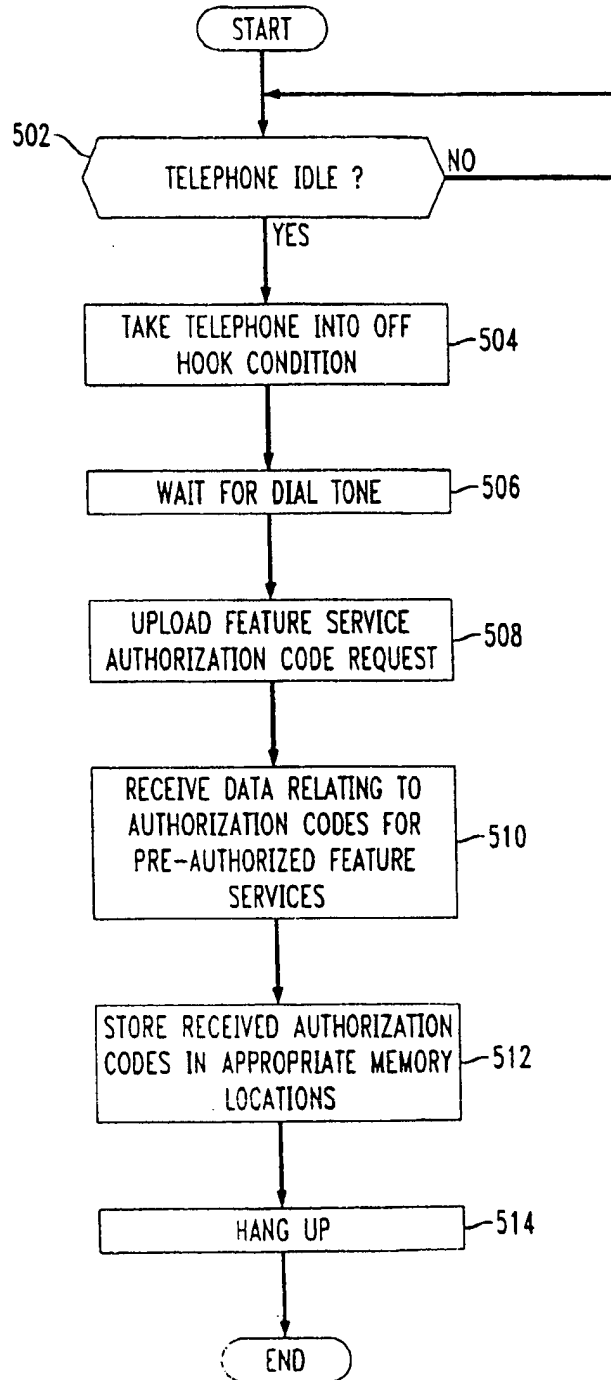 START
502
TELEPHONE IDLE ?
NO
YES
TAKE TELEPHONE INTO OFF
HOOK CONDITION
504
WAIT FOR DIAL TONE
506
UPLOAD FEATURE SERVICE
AUTHORIZATION CODE REQUEST
508
RECEIVE DATA RELATING TO
AUTHORIZATION CODES FOR
PRE-AUTHORIZED FEATURE
SERVICES
510
STORE RECEIVED AUTHORIZATION
CODES IN APPROPRIATE MEMORY
LOCATIONS
512
HANG UP
514
END